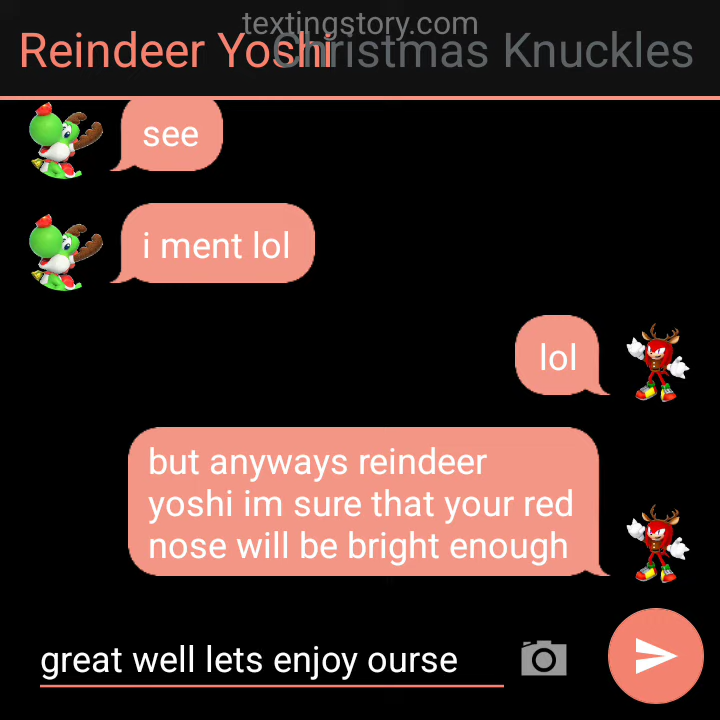 textingstory.com
Reindeer Yoshi Christmas Knuckles
see
i ment lol
lol
but anyways reindeer
yoshi im sure that your red
nose will be bright enough
great well lets enjoy ourse